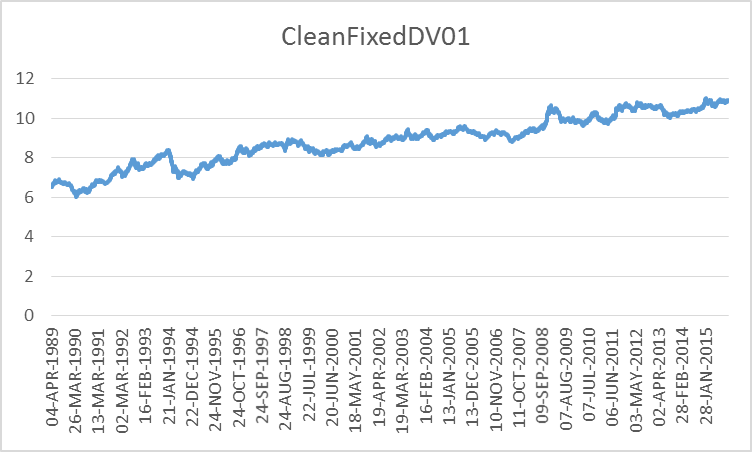 CleanFixedDV01
12
10
8
6
4
2
0
04-APR-1989
26-MAR-1990
13-MAR-1991
02-MAR-1992
16-FEB-1993
21-JAN-1994
22-DEC-1994
24-NOV-1995
24-OCT-1996
24-SEP-1997
24-AUG-1998
22-JUL-1999
20-JUN-2000
18-MAY-2001
19-APR-2002
19-MAR-2003
16-FEB-2004
13-JAN-2005
13-DEC-2005
10-NOV-2006
11-OCT-2007
09-SEP-2008
07-AUG-2009
07-JUL-2010
06-JUN-2011
03-MAY-2012
02-APR-2013
28-FEB-2014
28-JAN-2015